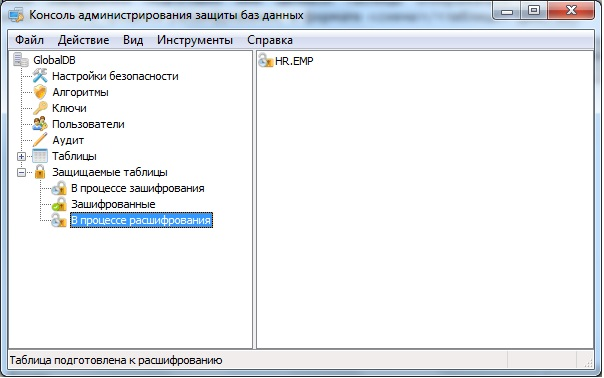 Консоль администрирования защиты баз данных
Файл Действие Вид Инструменты Справка
GlobalDB
Настройки безопасности
Алгоритмы
Ключи
Пользователи
Аудит
Таблицы
Защищаемые таблицы
В процессе зашифрования
Зашифрованные
В процессе расшифрования
HR.EMP
Таблица подготовлена к расшифрованию